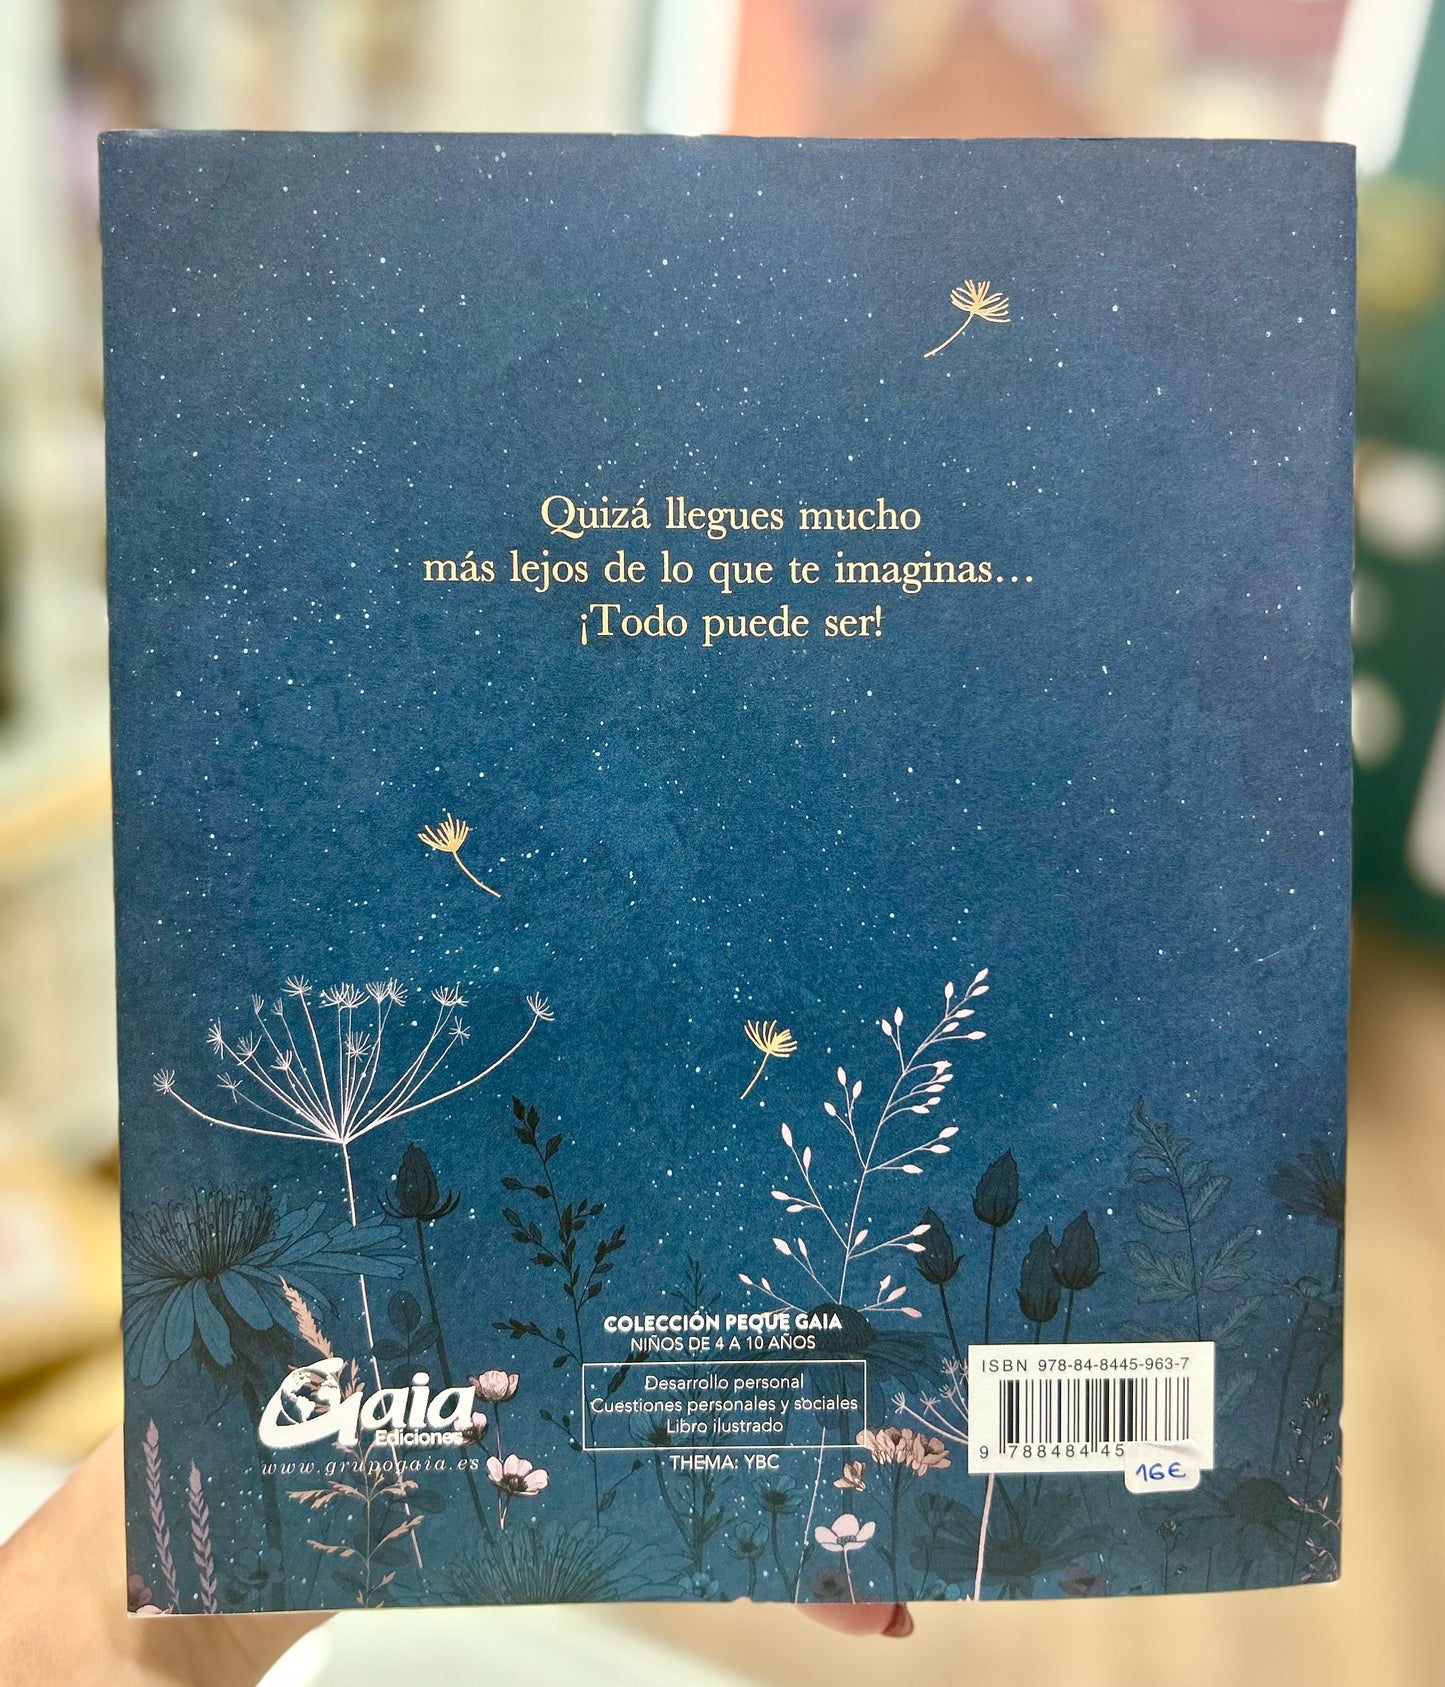 Quizá llegues mucho
más lejos de lo que te imaginas...
¡Todo puede ser!
COLECCIÓN PEQUE GAIA
NIÑOS DE 4 A 10 AÑOS
Desarrollo personal
Cuestiones personales y sociales
Libro ilustrado
THEMA: YBC
Gaia
Ediciones
www.grupogaia.es
ISBN 978-84-8445-963-7
9 788484 45
16€